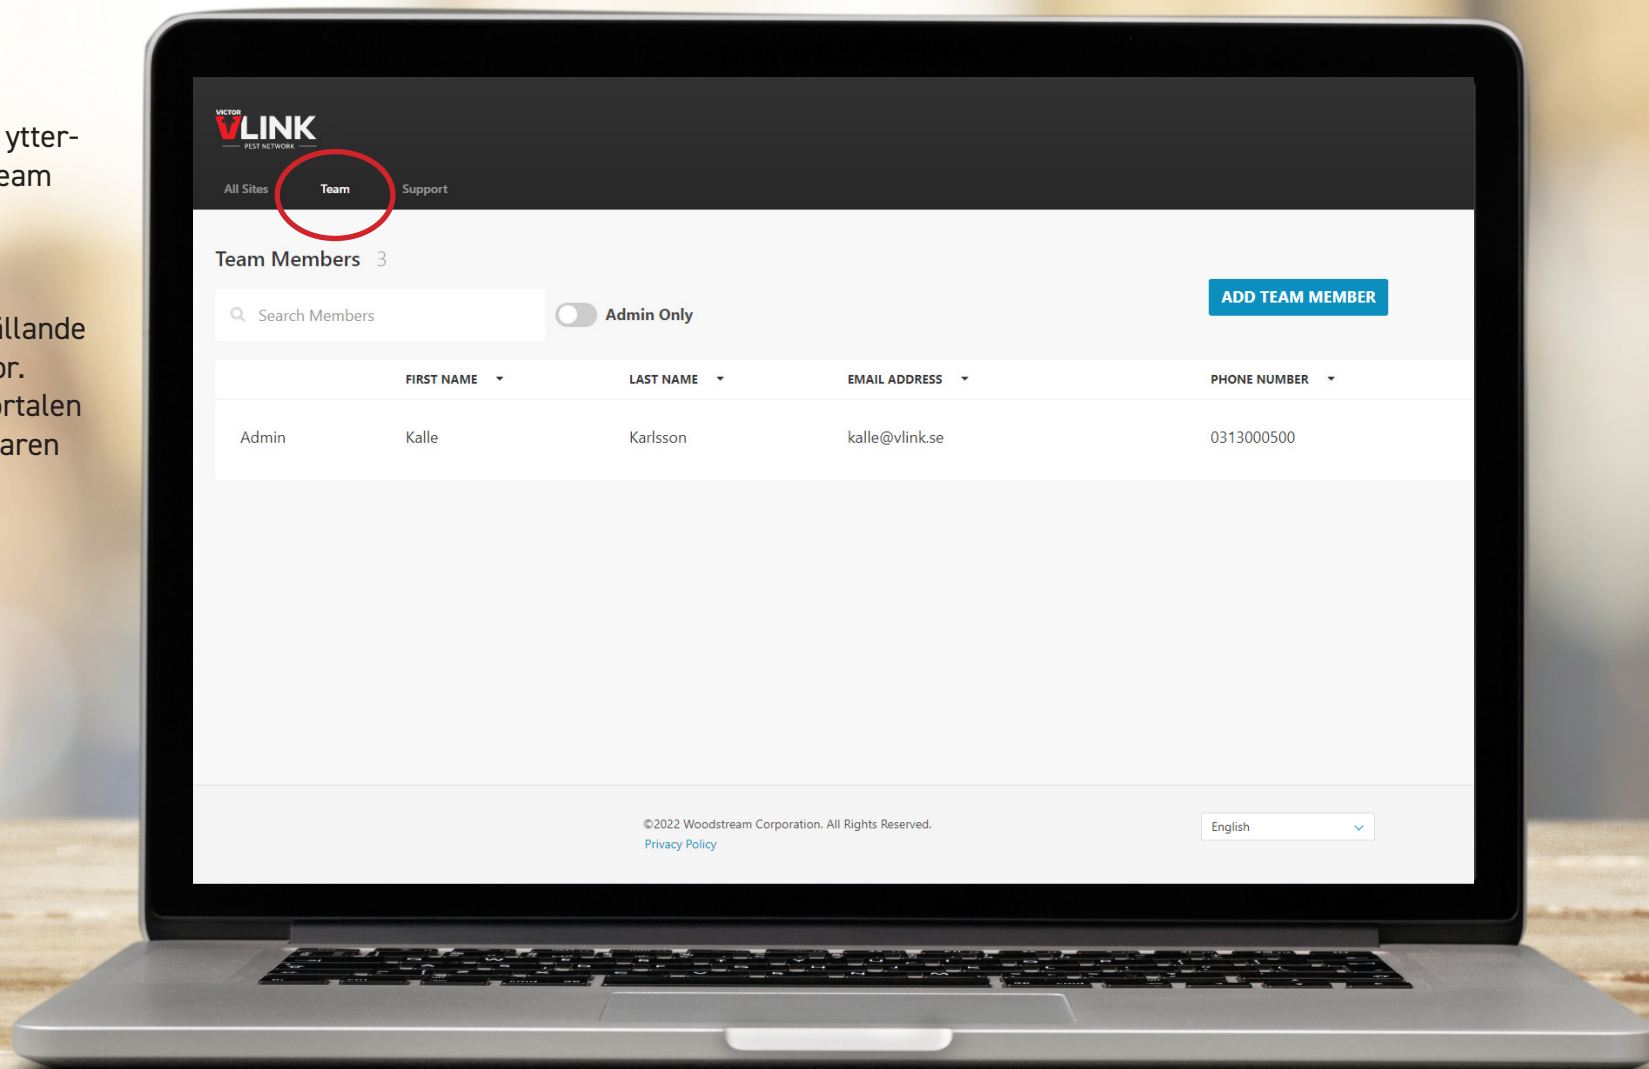 ytter-
eam
ällande
or.
ortalen
aren
VICTOR
VLINK
PEST NETWORK
All Sites Team Support
Team Members 3
Search Members Admin Only ADD TEAM MEMBER
FIRST NAME LAST NAME EMAIL ADDRESS PHONE NUMBER
Admin Kalle Karlsson kalle@vlink.se 0313000500
©2022 Woodstream Corporation. All Rights Reserved.
Privacy Policy
English